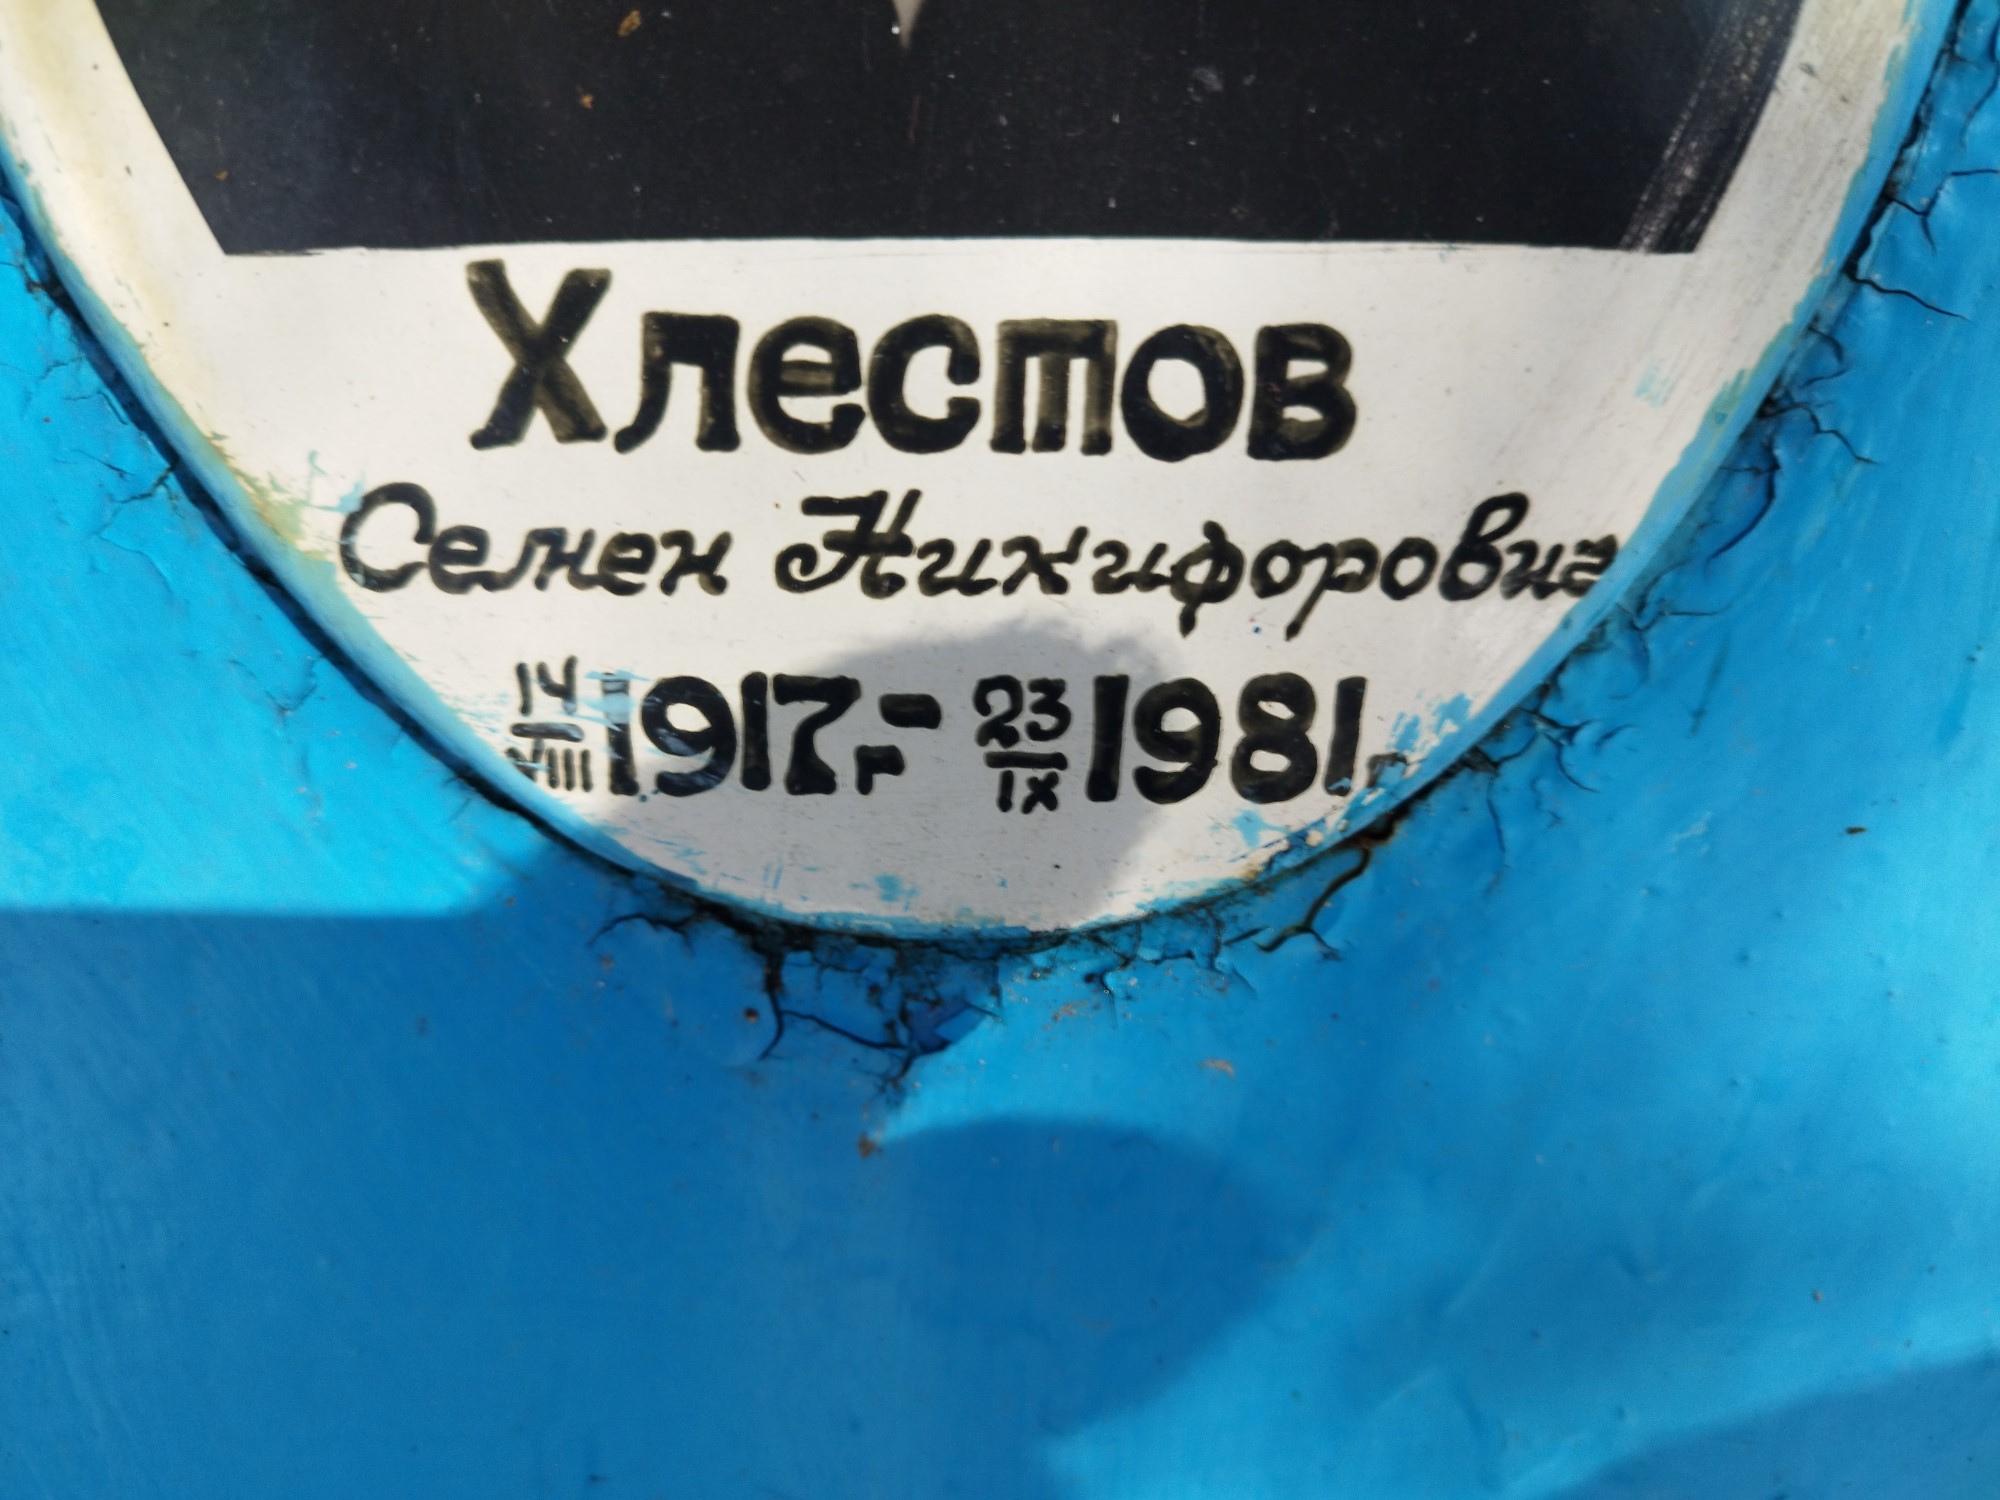 Хлестов
Семен Никифорович
14/VIII 1917г.- 23/IX 1981г